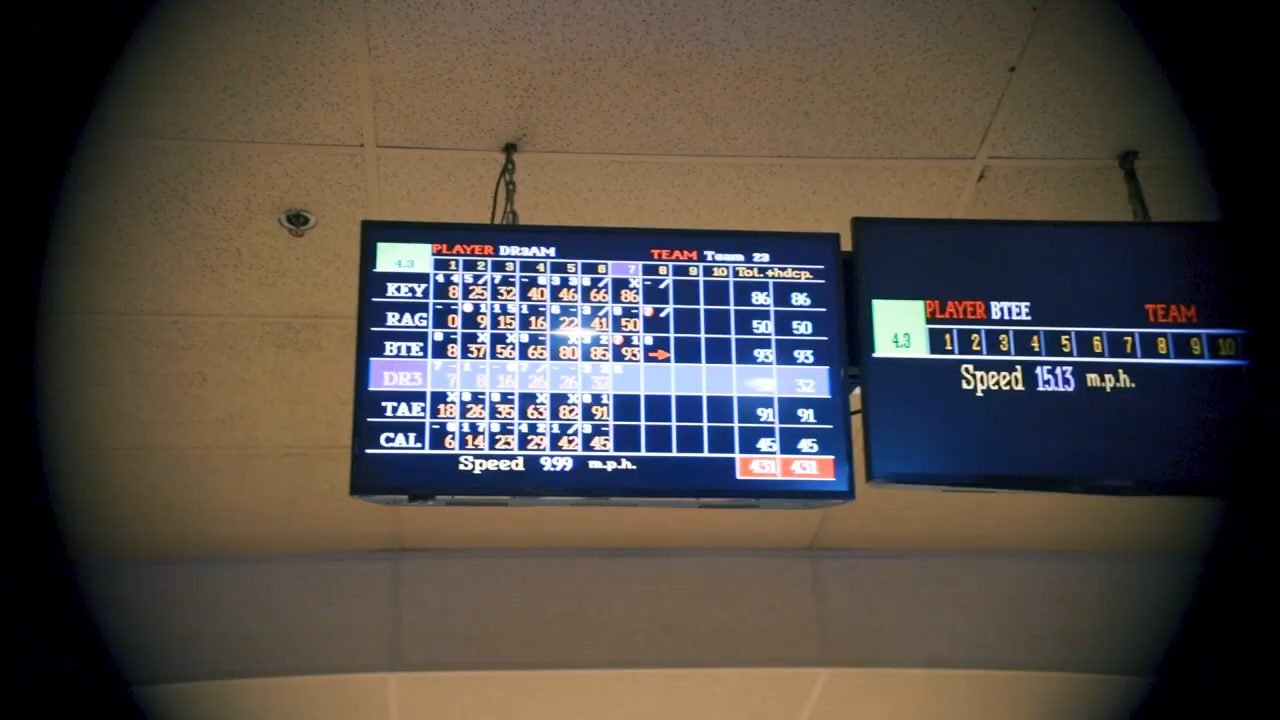 PLAYER DR3AM TEAM Team 23
4.3 1 2 3 4 5 6 7 8 9 10 Tot. +hdcp.
KEY 8 25 32 40 46 66 86 86 86
RAG 0 9 15 16 22 41 50 50 50
BTE 8 37 56 65 80 85 93 93 93
DR3 7 8 16 26 26 32 32
TAE 18 26 35 63 82 91 91 91
CAL 6 14 23 29 42 45 45 45
Speed 9.99 m.p.h. 431 431
PLAYER BTEE TEAM
4.3 1 2 3 4 5 6 7 8 9 10
Speed 15.13 m.p.h.